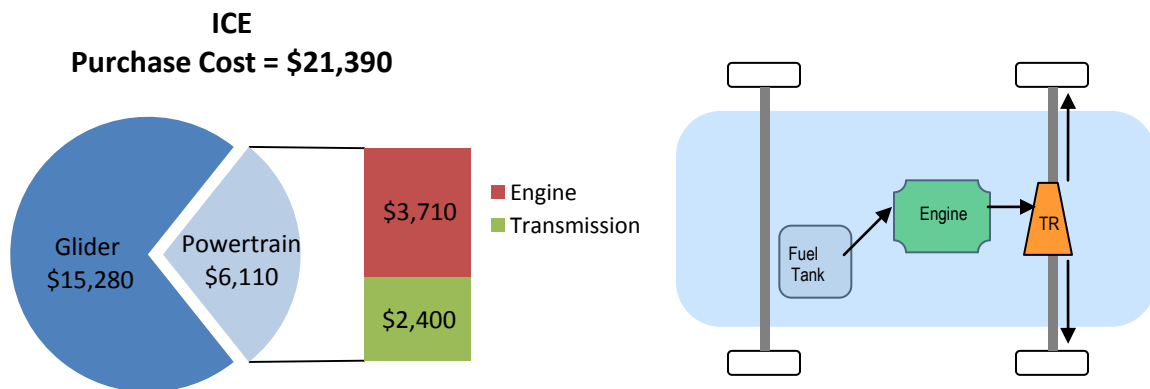 ICE
Purchase Cost = $21,390
Glider
$15,280
Powertrain
$6,110
$3,710
$2,400
Engine
Transmission
Fuel
Tank
Engine
TR